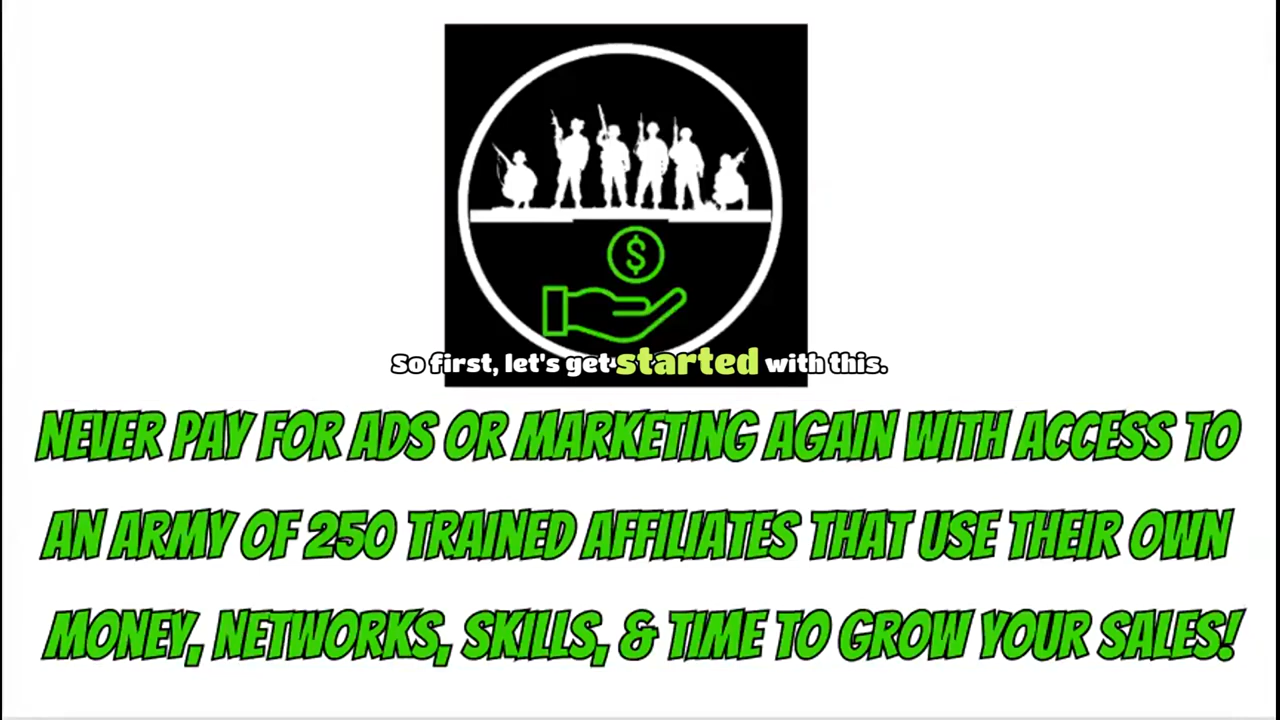 $
So first, let's get started with this.
NEVER PAY FOR ADS OR MARKETING AGAIN WITH ACCESS TO
AN ARMY OF 250 TRAINED AFFILIATES THAT USE THEIR OWN
MONEY, NETWORKS, SKILLS, & TIME TO GROW YOUR SALES!